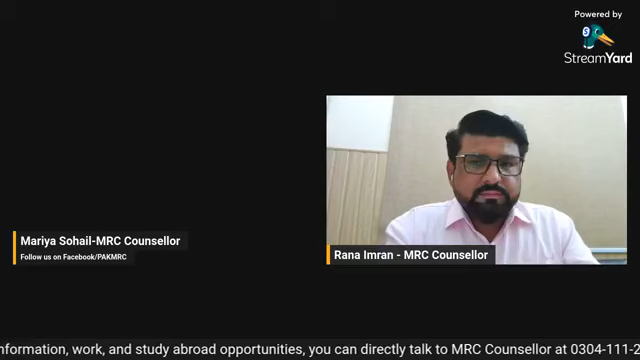 Powered by
StreamYard
Mariya Sohail-MRC Counsellor
Follow us on Facebook/PAKMRC
Rana Imran - MRC Counsellor
information, work, and study abroad opportunities, you can directly talk to MRC Counsellor at 0304-111-2